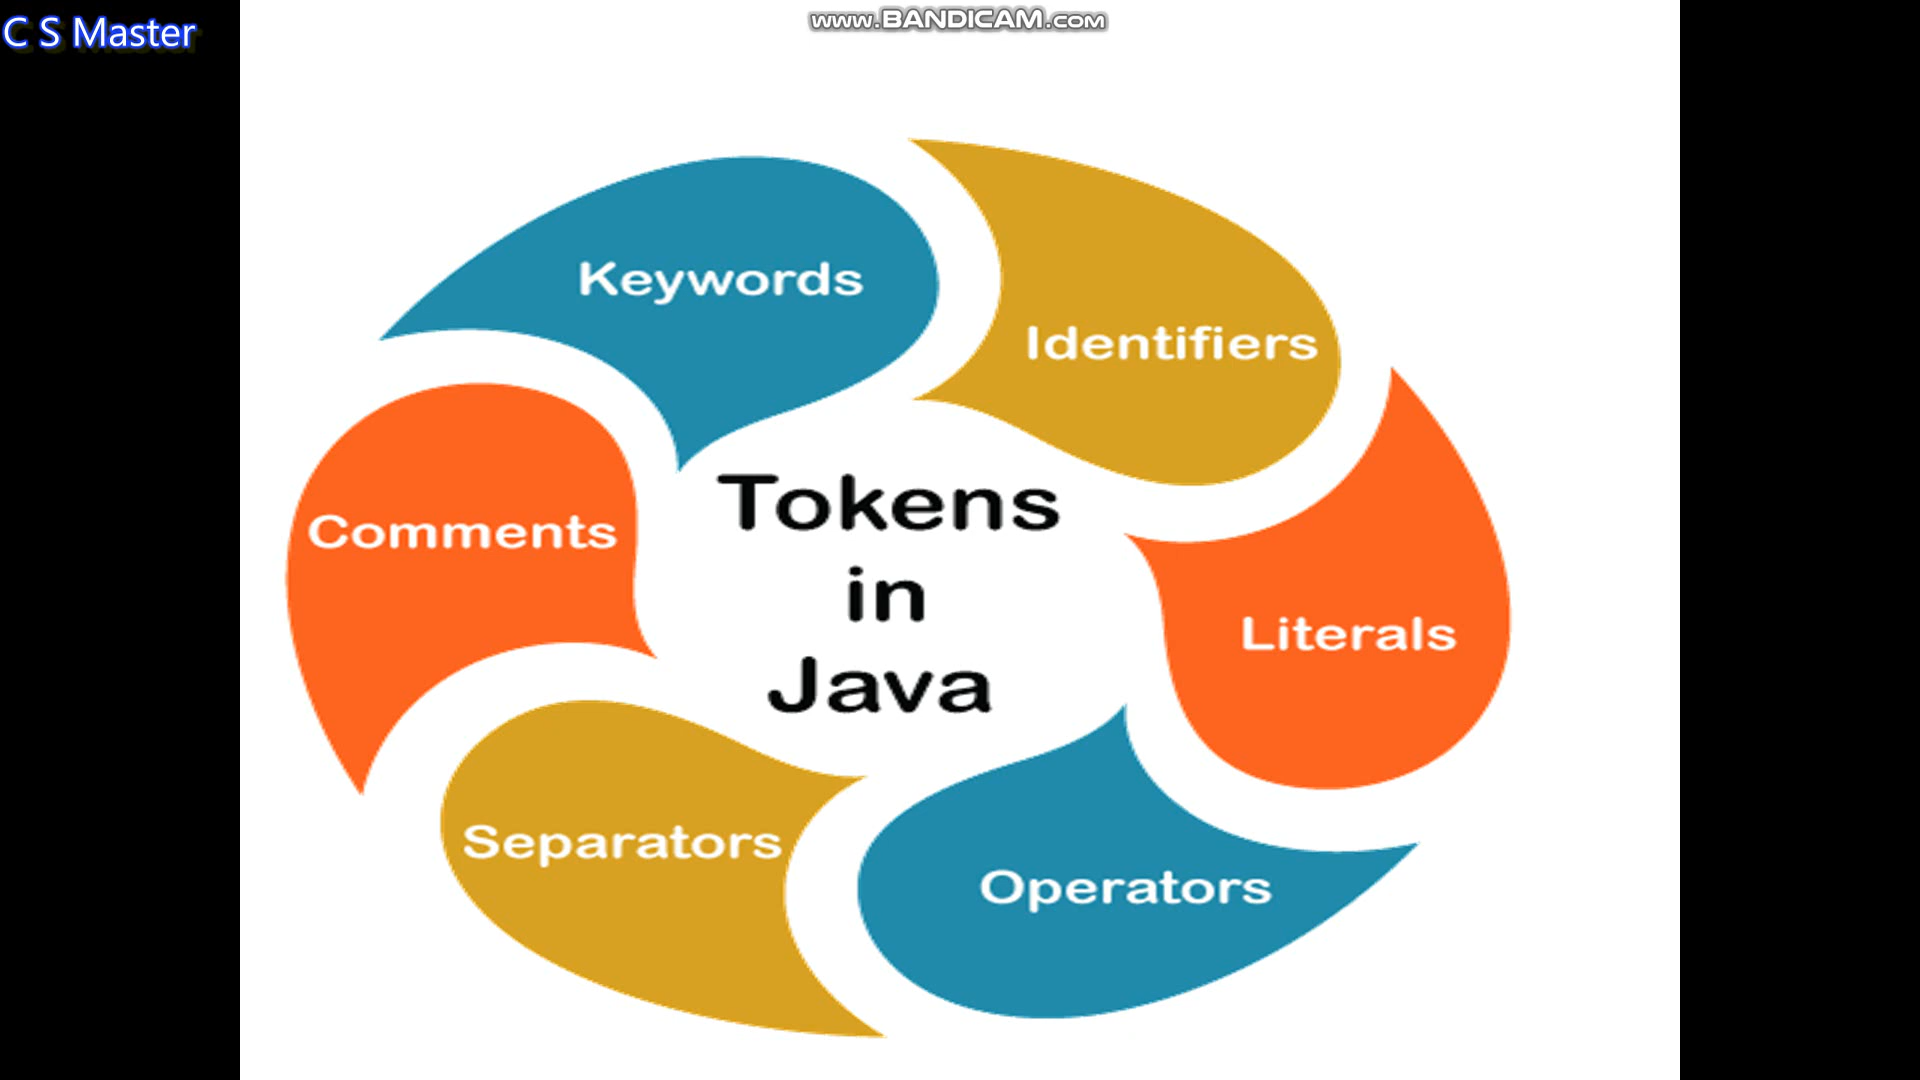 C S Master
www.BANDICAM.com
Keywords
Identifiers
Comments
Tokens
in
Java
Literals
Separators
Operators